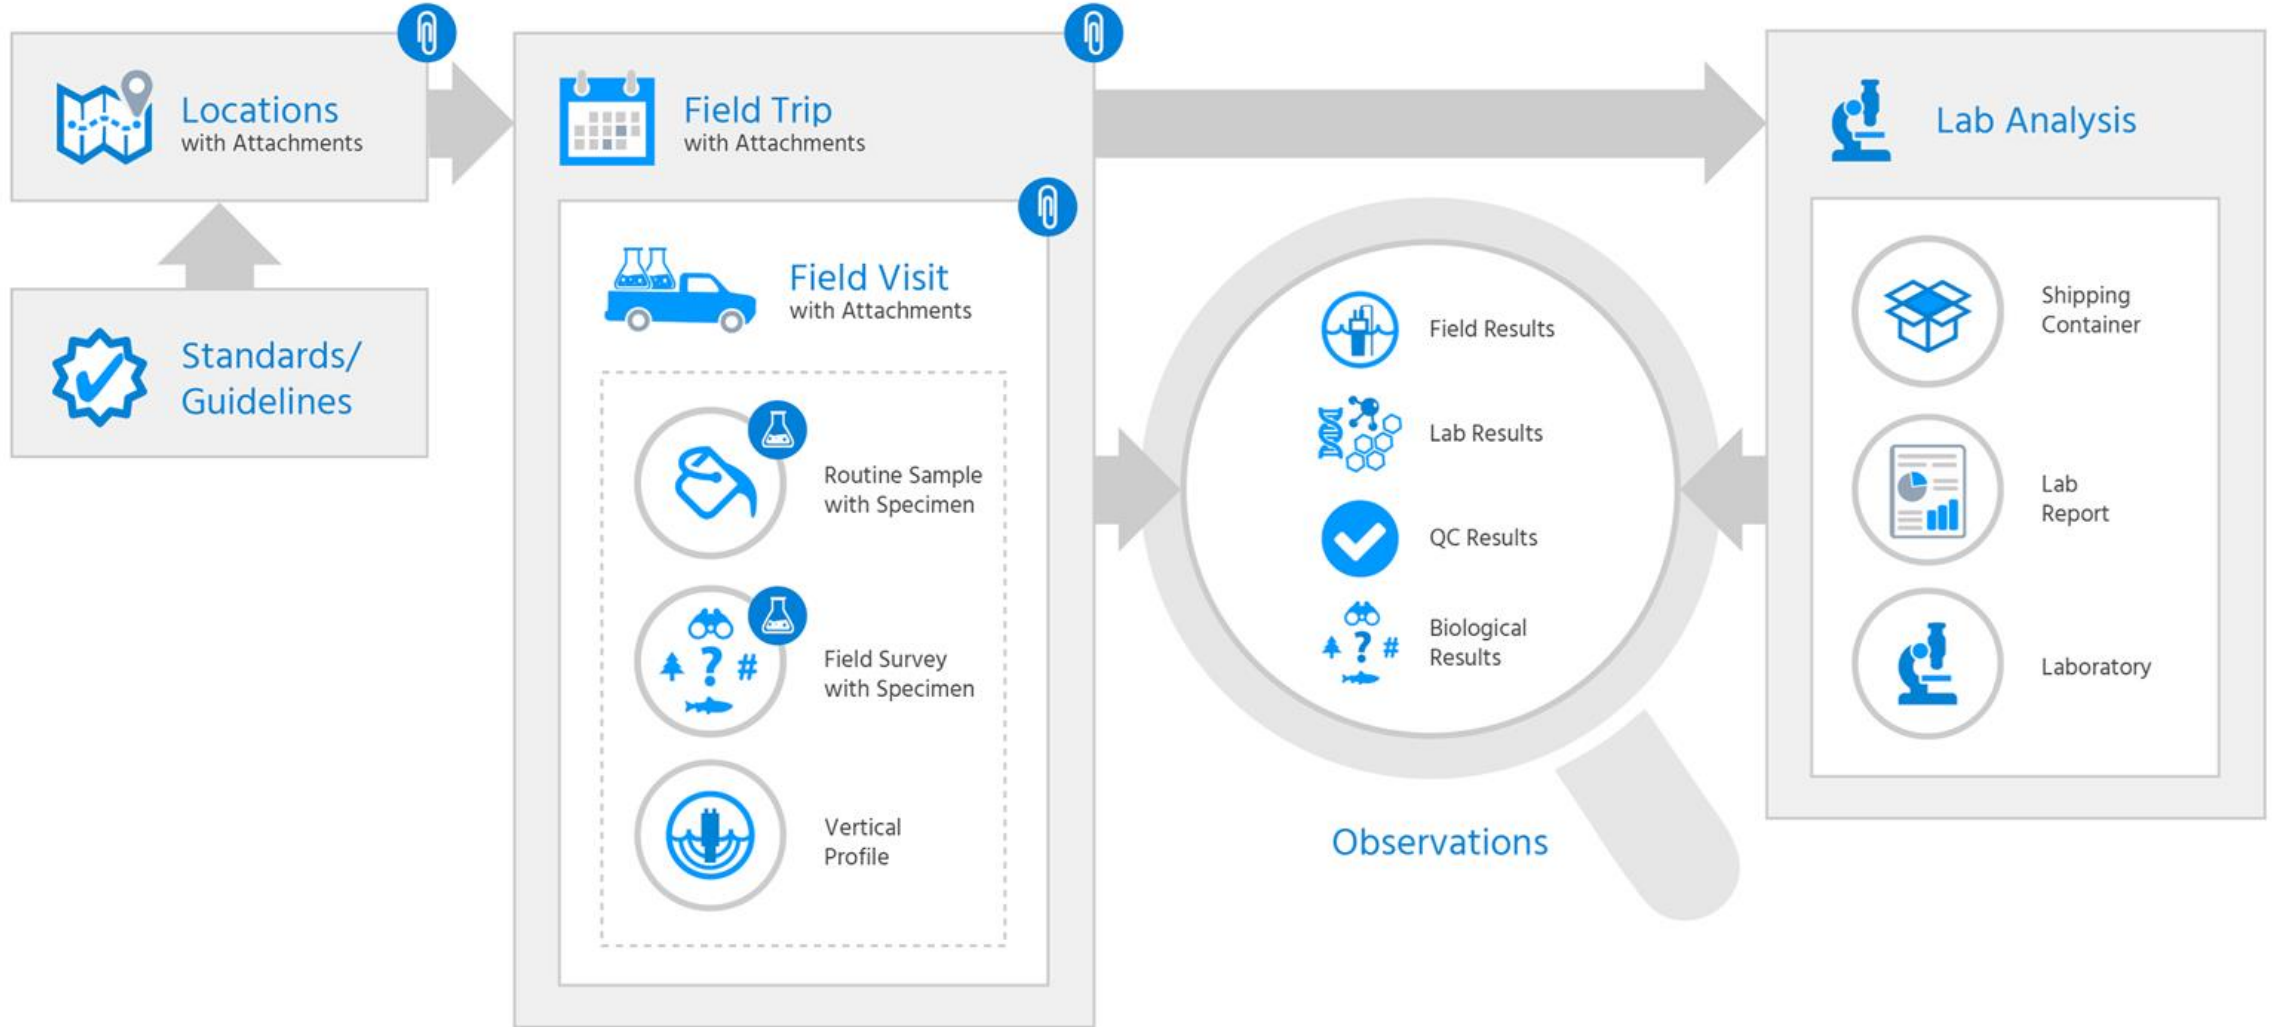 Locations
with Attachments
Standards/
Guidelines
Field Trip
with Attachments
Field Visit
with Attachments
Routine Sample
with Specimen
#
?
Field Survey
with Specimen
Vertical
Profile
Field Results
Lab Results
QC Results
? #
Biological
Results
Observations
Lab Analysis
Shipping
Container
Lab
Report
Laboratory